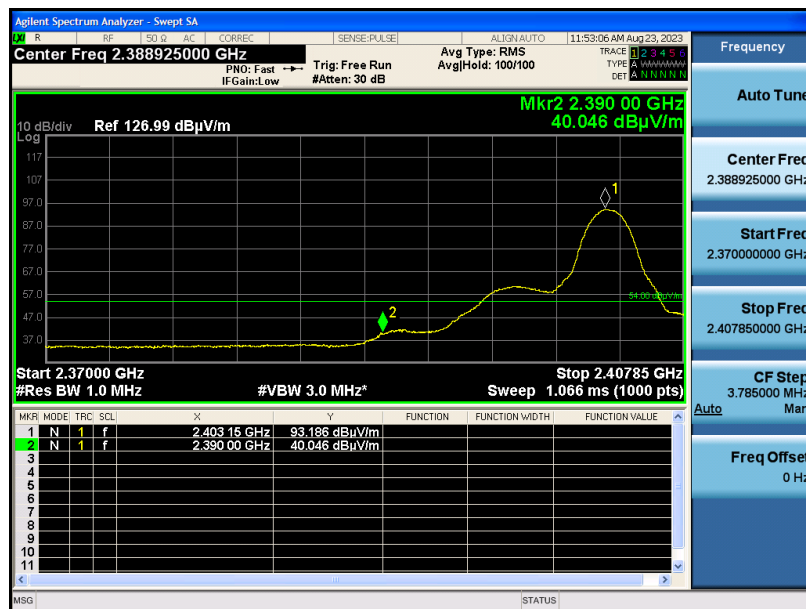 Agilent Spectrum Analyzer - Swept SA
LXI R RF 50 Ω AC CORREC SENSE:PULSE ALIGN AUTO 11:53:06 AM Aug 23, 2023
Center Freq 2.388925000 GHz
PNO: Fast
IFGain:Low
Trig: Free Run
#Atten: 30 dB
Avg Type: RMS
Avg|Hold: 100/100
TRACE 1 2 3 4 5 6
TYPE A WWWWW
DET A N N N N N
Mkr2 2.390 00 GHz
40.046 dBµV/m
10 dB/div Ref 126.99 dBµV/m
Log
117
107
97.0
87.0
77.0
67.0
57.0
47.0
37.0
1
2
54.00 dBµV/m
Start 2.37000 GHz Stop 2.40785 GHz
#Res BW 1.0 MHz #VBW 3.0 MHz* Sweep 1.066 ms (1000 pts)
MKR MODE TRC SCL X Y FUNCTION FUNCTION WIDTH FUNCTION VALUE
1 N 1 f 2.403 15 GHz 93.186 dBµV/m
2 N 1 f 2.390 00 GHz 40.046 dBµV/m
3
4
5
6
7
8
9
10
11
MSG STATUS
Frequency
Auto Tune
Center Freq
2.388925000 GHz
Start Freq
2.370000000 GHz
Stop Freq
2.407850000 GHz
CF Step
3.785000 MHz
Auto Man
Freq Offset
0 Hz